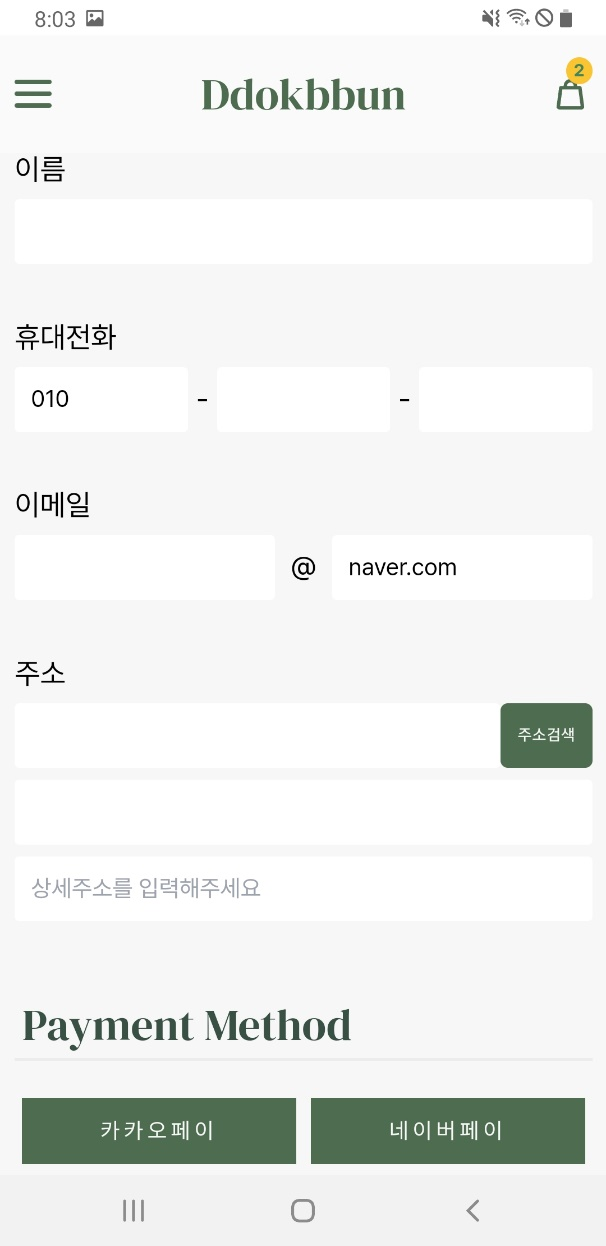 8:03
Ddokbbun
2
이름
휴대전화
010 - -
이메일
@ naver.com
주소
주소검색
상세주소를 입력해주세요
Payment Method
카카오페이 네이버페이